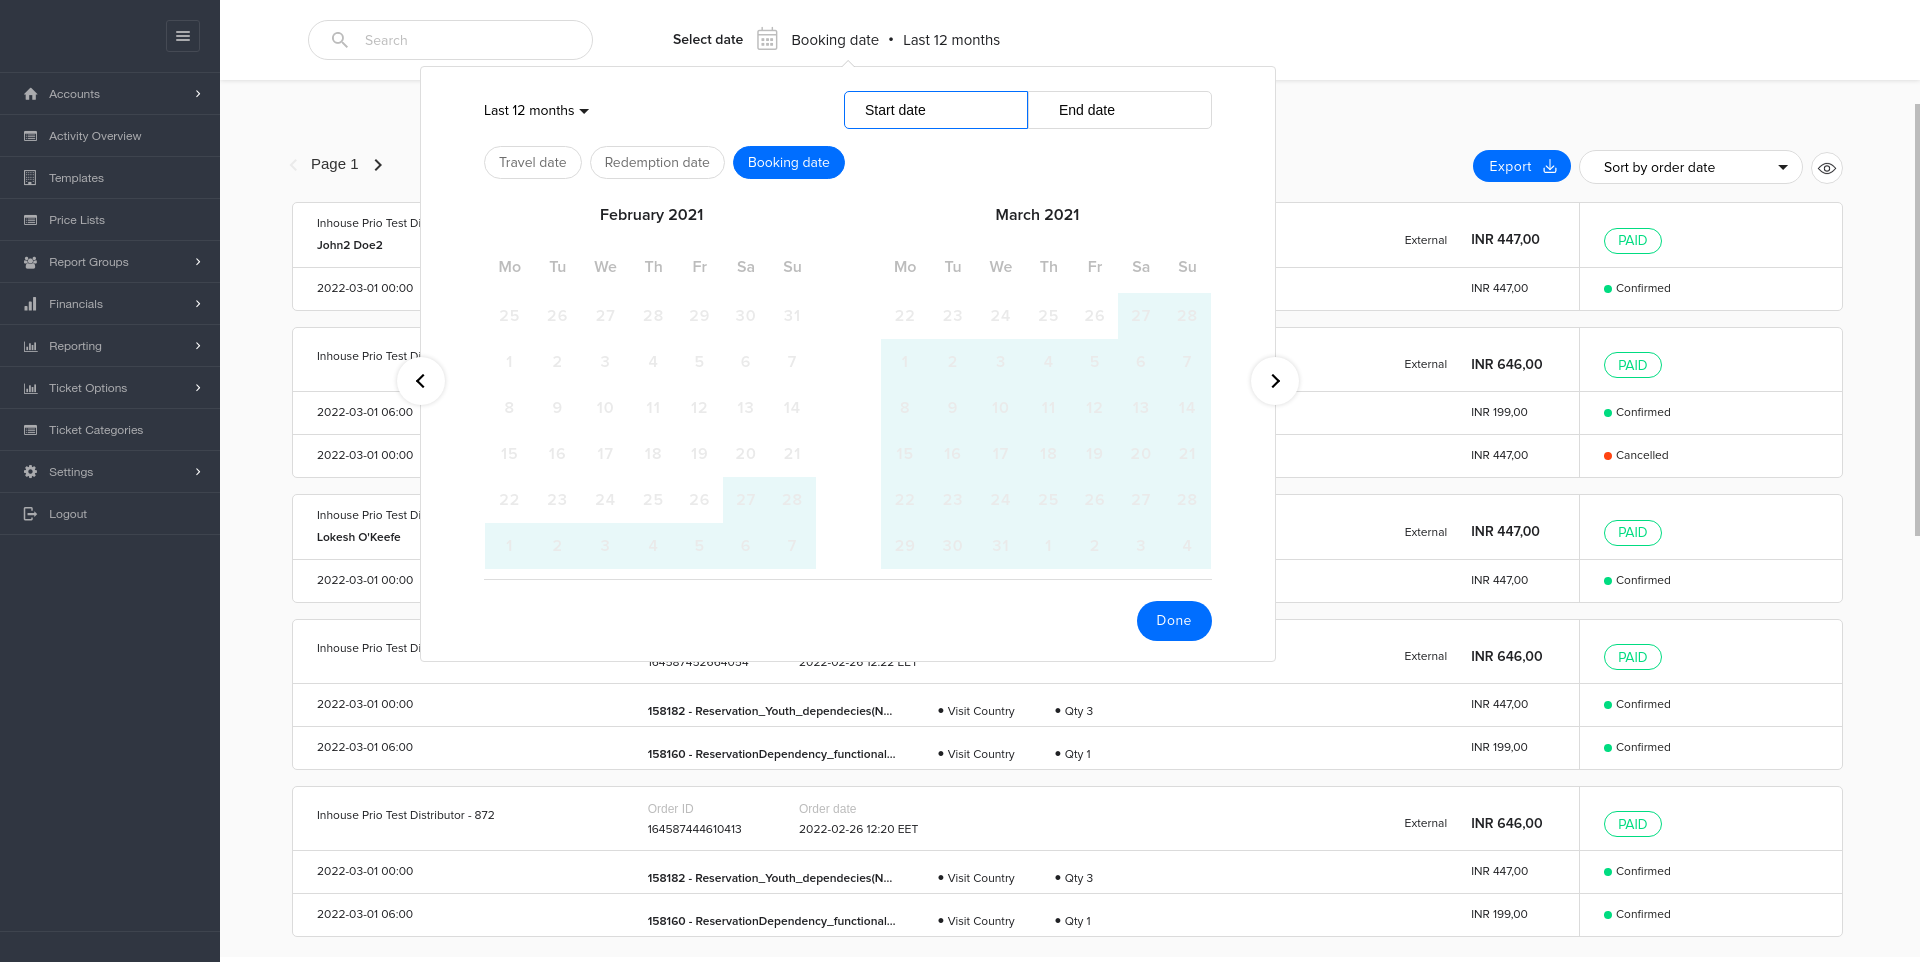 Search
Select date
Booking date • Last 12 months
Accounts
Activity Overview
Templates
Price Lists
Report Groups
Financials
Reporting
Ticket Options
Ticket Categories
Settings
Logout
Last 12 months
Start date
End date
Travel date
Redemption date
Booking date
February 2021
Mo Tu We Th Fr Sa Su
25 26 27 28 29 30 31
1 2 3 4 5 6 7
8 9 10 11 12 13 14
15 16 17 18 19 20 21
22 23 24 25 26 27 28
1 2 3 4 5 6 7
March 2021
Mo Tu We Th Fr Sa Su
22 23 24 25 26 27 28
1 2 3 4 5 6 7
8 9 10 11 12 13 14
15 16 17 18 19 20 21
22 23 24 25 26 27 28
29 30 31 1 2 3 4
Done
Page 1
Export
Sort by order date
Inhouse Prio Test Di
John2 Doe2
External INR 447,00 PAID
2022-03-01 00:00 INR 447,00 Confirmed
Inhouse Prio Test Di
External INR 646,00 PAID
2022-03-01 06:00 INR 199,00 Confirmed
2022-03-01 00:00 INR 447,00 Cancelled
Inhouse Prio Test Di
Lokesh O'Keefe
External INR 447,00 PAID
2022-03-01 00:00 INR 447,00 Confirmed
Inhouse Prio Test Di
164587452664054 2022-02-26 12:22 EET
External INR 646,00 PAID
2022-03-01 00:00 158182 - Reservation_Youth_dependecies(N... • Visit Country • Qty 3 INR 447,00 Confirmed
2022-03-01 06:00 158160 - ReservationDependency_functional... • Visit Country • Qty 1 INR 199,00 Confirmed
Inhouse Prio Test Distributor - 872
Order ID Order date
164587444610413 2022-02-26 12:20 EET
External INR 646,00 PAID
2022-03-01 00:00 158182 - Reservation_Youth_dependecies(N... • Visit Country • Qty 3 INR 447,00 Confirmed
2022-03-01 06:00 158160 - ReservationDependency_functional... • Visit Country • Qty 1 INR 199,00 Confirmed